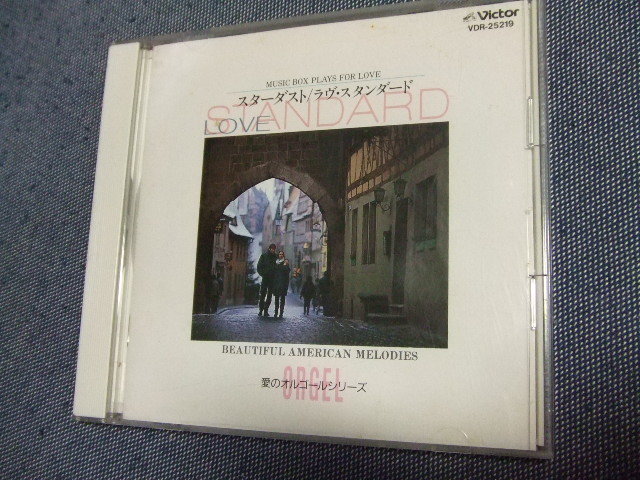 Victor
VDR-25219
MUSIC BOX PLAYS FOR LOVE
スターダスト/ラヴ・スタンダード
STANDARD
LOVE
BEAUTIFUL AMERICAN MELODIES
ORGEL
愛のオルゴールシリーズ